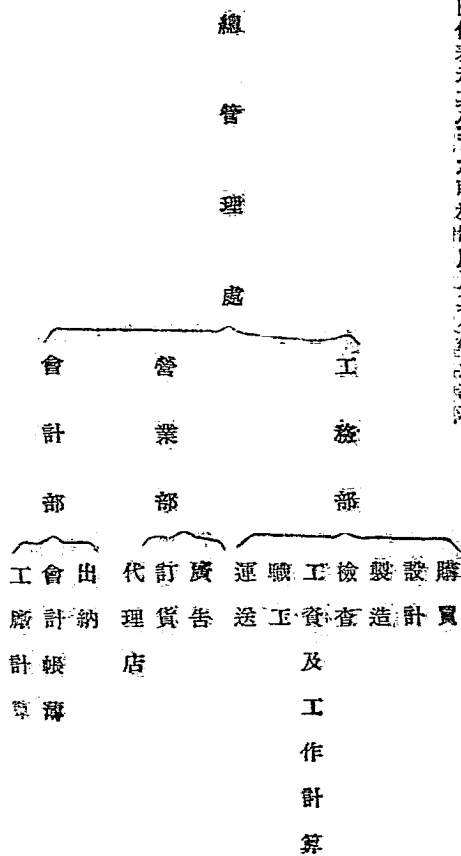 總管理處
工務部
購買
設計
製造
檢查
工資及工作計算
職工
運送
營業部
廣告
訂貨
代理店
會計部
出納
會計帳簿
工廠計算